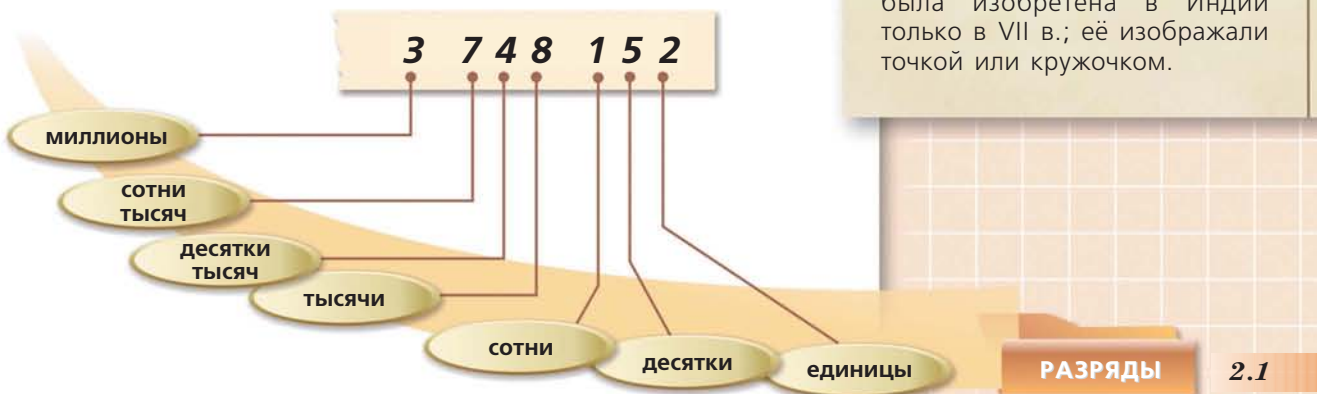 была изобретена в Индии
только в VII в.; её изображали
точкой или кружочком.
3 748 152
миллионы
сотни
тысяч
десятки
тысяч
тысячи
сотни
десятки
единицы
РАЗРЯДЫ 2.1